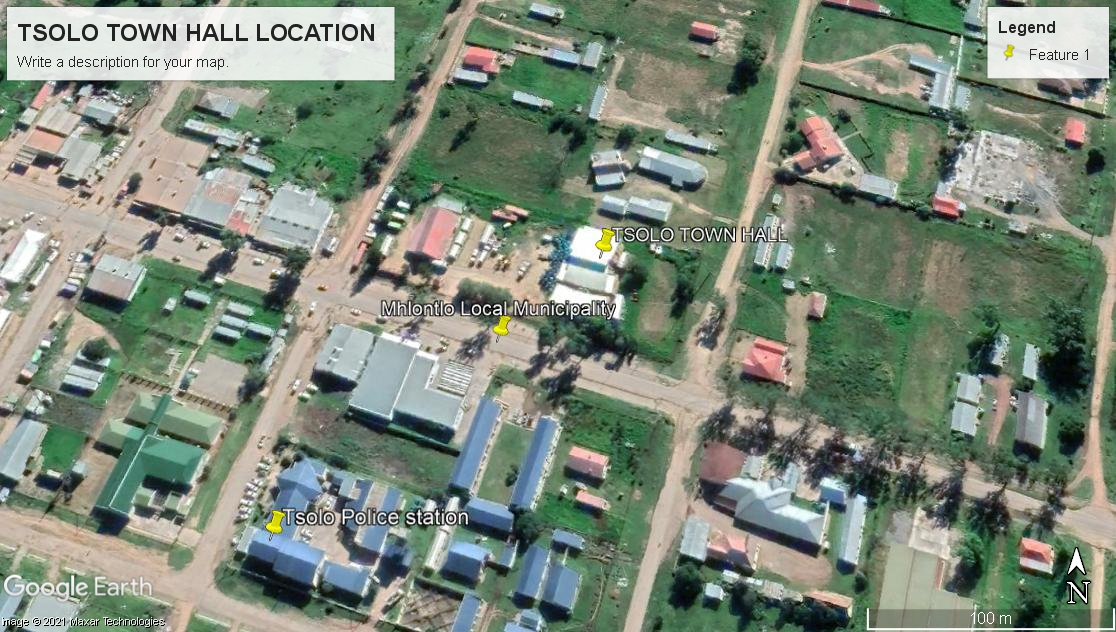 TSOLO TOWN HALL LOCATION
Write a description for your map.
Legend
Feature 1
TSOLO TOWN HALL
Mhlontlo Local Municipality
Tsolo Police station
Google Earth
mage © 2021 Maxar Technologies
N
100 m